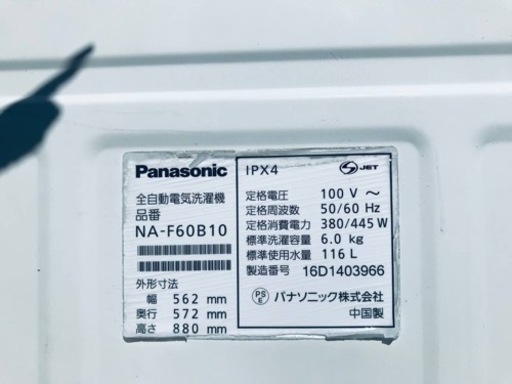 Panasonic
全自動電気洗濯機
品番
NA-F60B10
外形寸法
幅 562 mm
奥行 572 mm
高さ 880 mm
IPX4
S JET
定格電圧 100 V ～
定格周波数 50/60 Hz
定格消費電力 380/445 W
標準洗濯容量 6.0 kg
標準使用水量 116 L
製造番号 16D1403966
PS E パナソニック株式会社
中国製